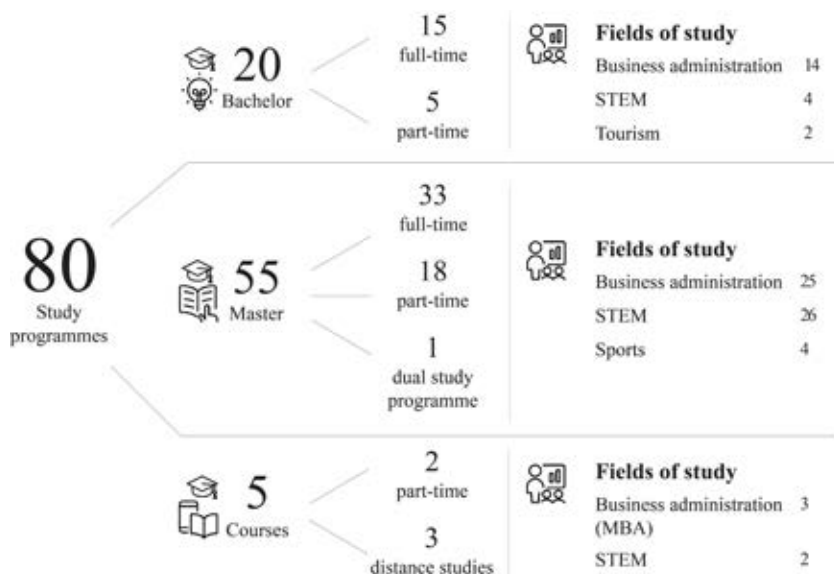 80
Study
programmes
20
Bachelor
15
full-time
5
part-time
Fields of study
Business administration 14
STEM 4
Tourism 2
55
Master
33
full-time
18
part-time
1
dual study
programme
Fields of study
Business administration 25
STEM 26
Sports 4
5
Courses
2
part-time
3
distance studies
Fields of study
Business administration 3
(MBA)
STEM 2